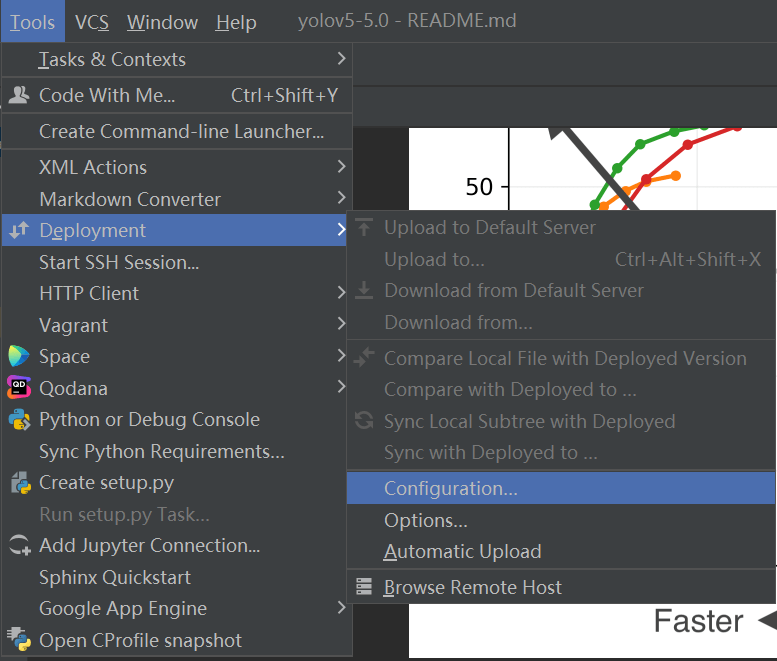 Tools VCS Window Help yolov5-5.0 - README.md
Tasks & Contexts
Code With Me... Ctrl+Shift+Y
Create Command-line Launcher...
XML Actions
Markdown Converter
50
Deployment
Start SSH Session...
HTTP Client
Vagrant
Space
QD Qodana
Python or Debug Console
Sync Python Requirements...
Create setup.py
Run setup.py Task...
Add Jupyter Connection...
Sphinx Quickstart
Google App Engine
Open CProfile snapshot
Upload to Default Server
Upload to... Ctrl+Alt+Shift+X
Download from Default Server
Download from...
Compare Local File with Deployed Version
Compare with Deployed to ...
Sync Local Subtree with Deployed
Sync with Deployed to ...
Configuration...
Options...
Automatic Upload
Browse Remote Host
Faster